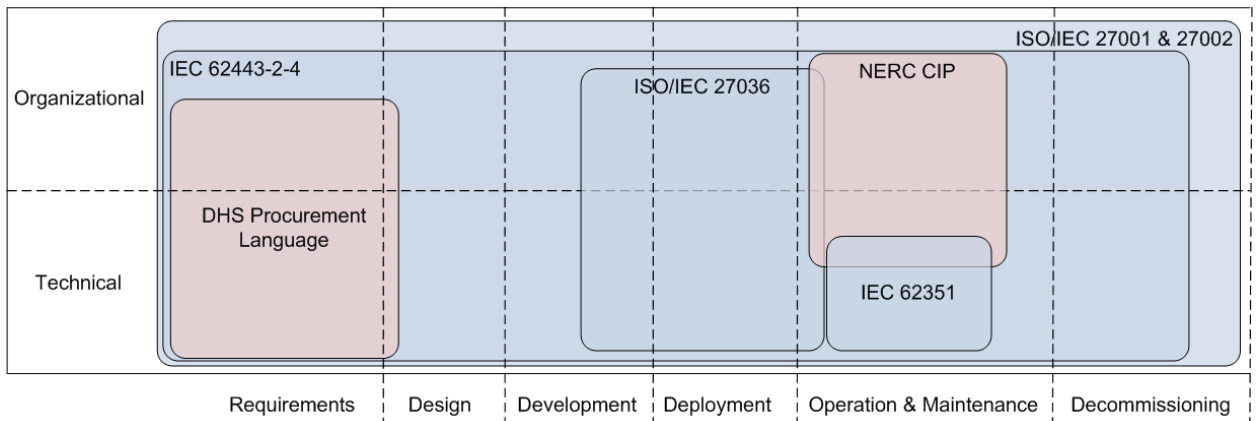 ISO/IEC 27001 & 27002
IEC 62443-2-4
NERC CIP
ISO/IEC 27036
Organizational
DHS Procurement
Language
Technical
IEC 62351
Requirements
Design
Development
Deployment
Operation & Maintenance
Decommissioning